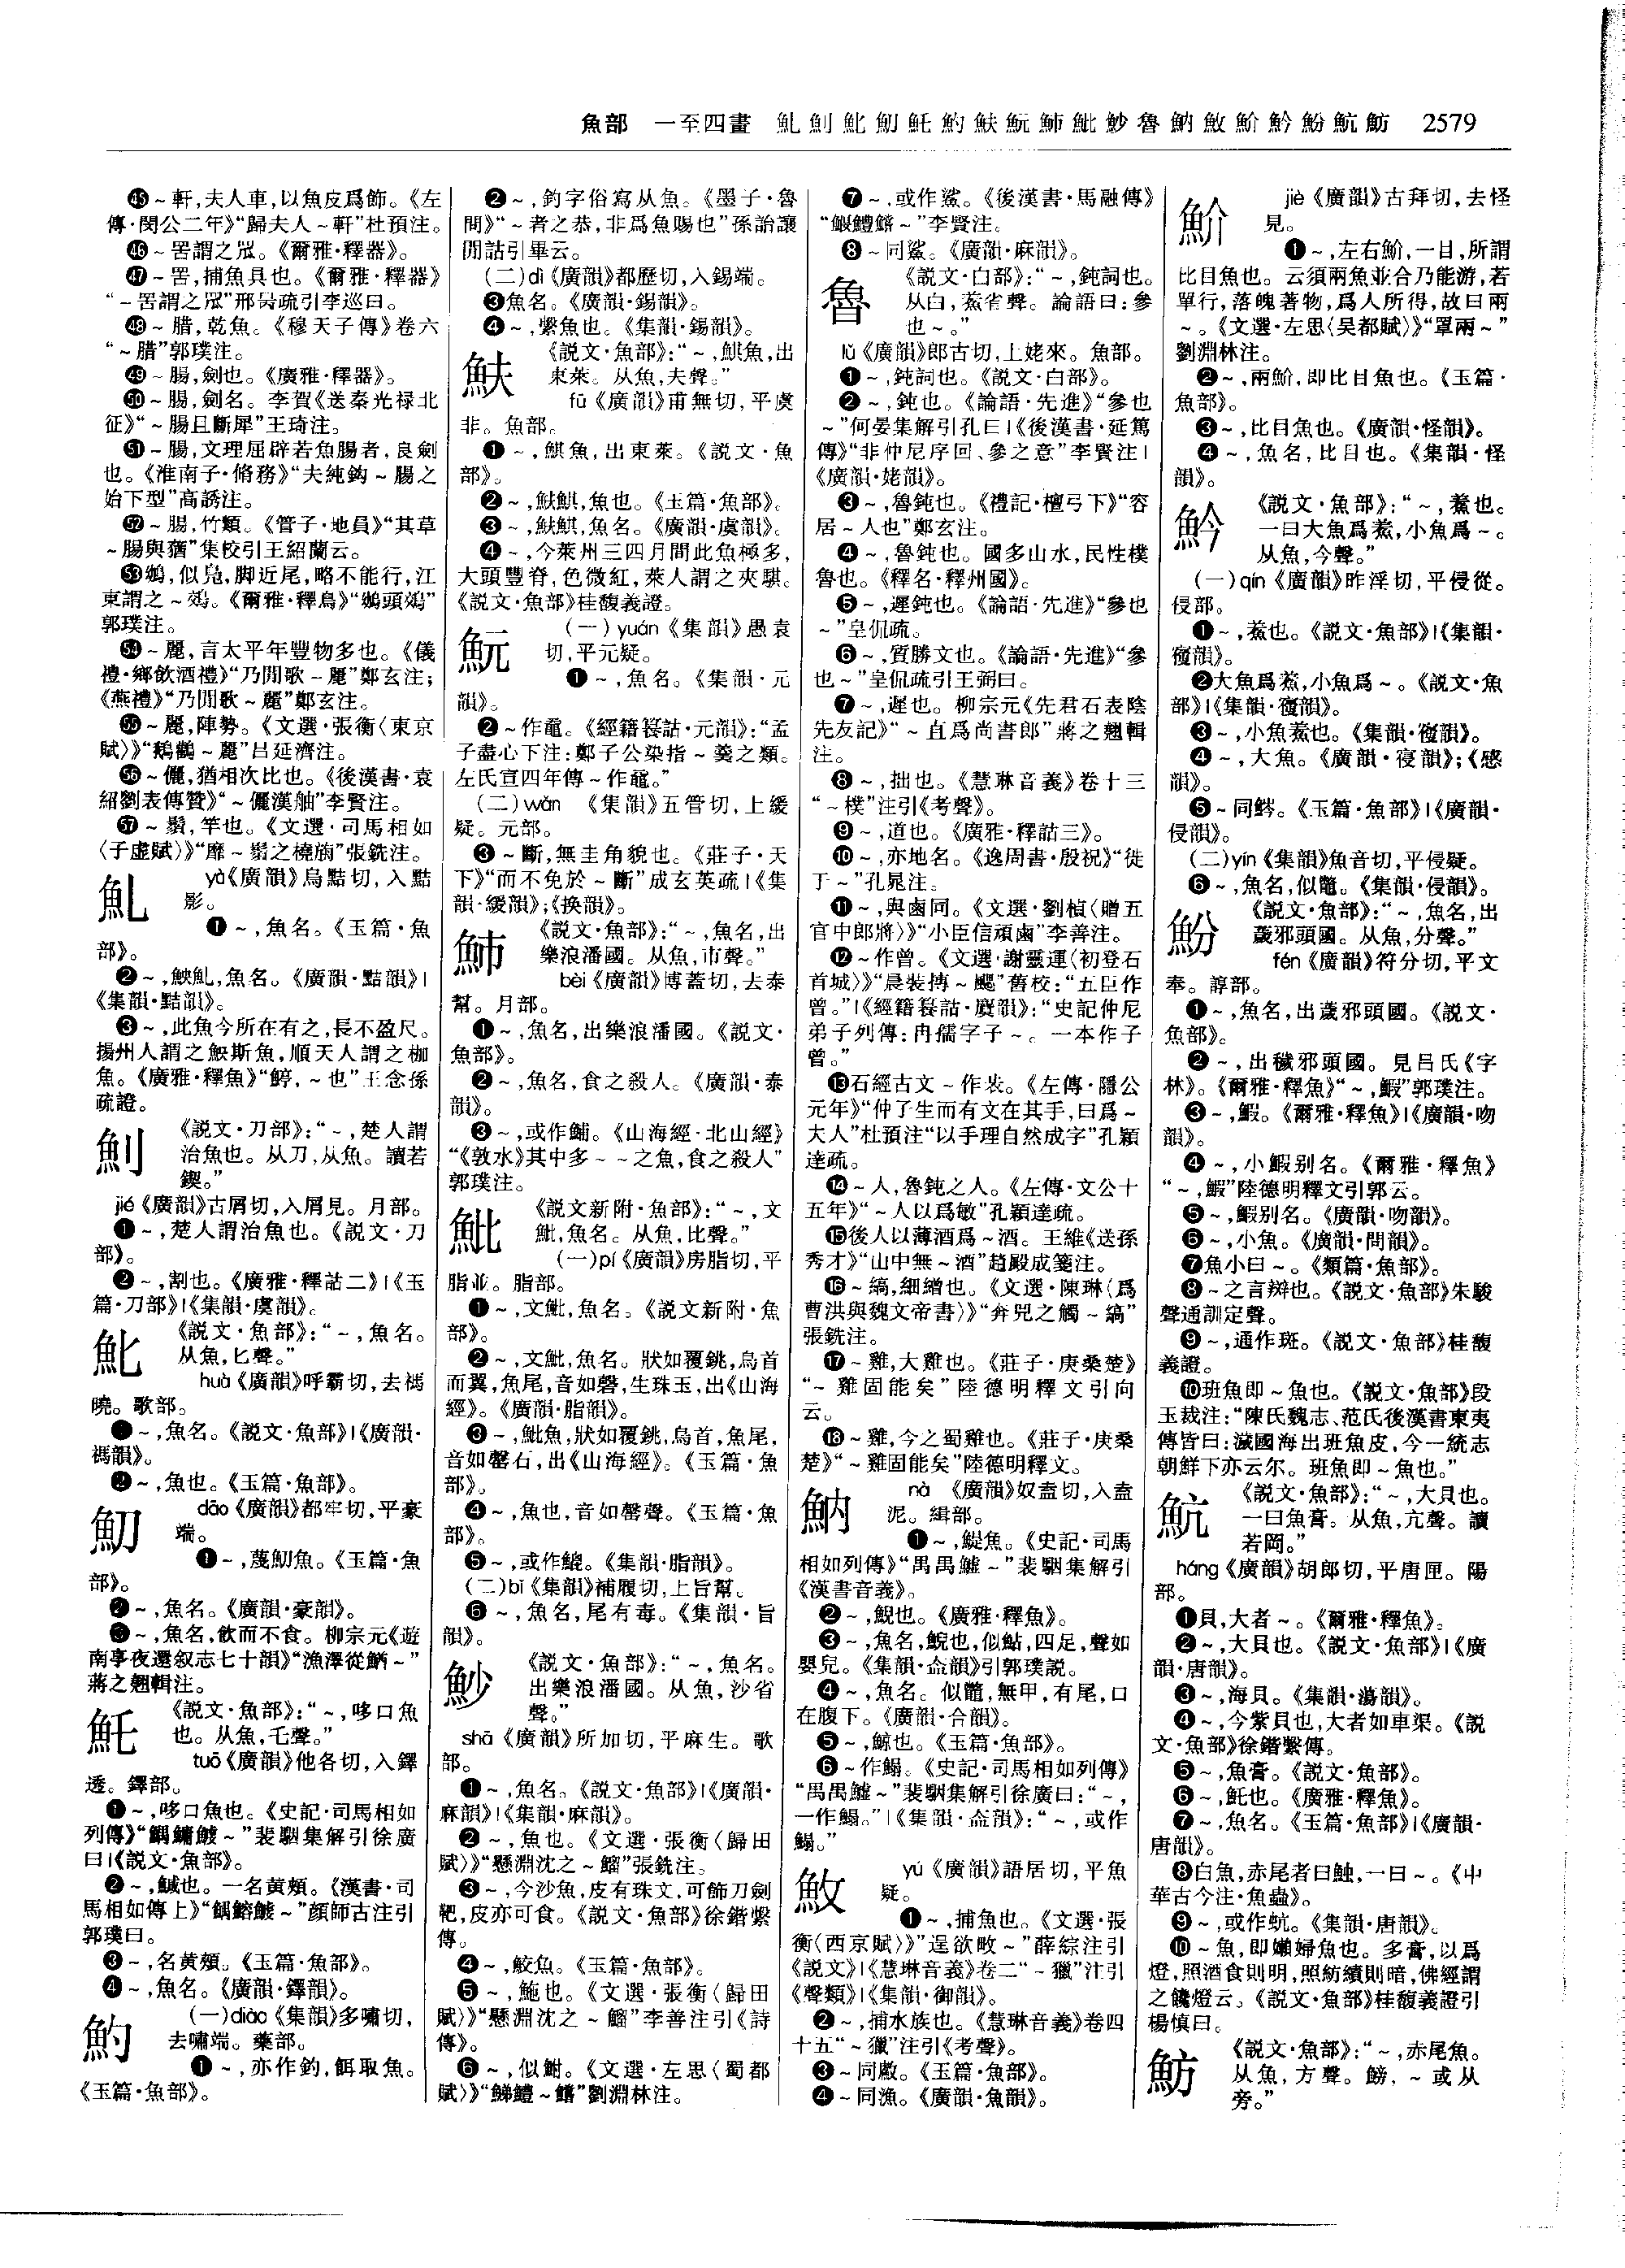 魚部　一至四畫　魤 魝 魤 魛 魠 魡 鈇 魭 䰽 魮 魦 魯 魶 䰻 魪 魿 魵 魧 魴　2579
㊺～軒,夫人車,以魚皮爲飾。《左
傳·閔公二年》“歸夫人～軒”杜預注。
㊻～罟謂之罛。《爾雅·釋器》。
㊼～罟,捕魚具也。《爾雅·釋器》
“～罟謂之罛”邢昺疏引李巡曰。
㊽～腊,乾魚。《穆天子傳》卷六
“～腊”郭璞注。
㊾～腸,劍也。《廣雅·釋器》。
㊿～腸,劍名。李賀《送秦光禄北
征》“～腸且斷犀”王琦注。
51～腸,文理屈辟若魚腸者,良劍
也。《淮南子·脩務》“夫純鈎～腸之
始下型”高誘注。
52～腸,竹類。《管子·地員》“其草
～腸與蕕”集校引王紹蘭云。
53鵁,似鳧,脚近尾,略不能行,江
東謂之～鵁。《爾雅·釋鳥》“鴢頭鵁”
郭璞注。
54～麗,言太平年豐物多也。《儀
禮·鄉飲酒禮》“乃閒歌～麗”鄭玄注;
《燕禮》“乃閒歌～麗”鄭玄注。
55～麗,陣勢。《文選·張衡〈東京
賦〉》“鵝鸛～麗”吕延濟注。
56～儷,猶相次比也。《後漢書·袁
紹劉表傳贊》“～儷漢舳”李賢注。
57～鬚,竿也。《文選·司馬相如
〈子虛賦〉》“靡～鬚之橈旃”張銑注。
yà《廣韻》烏黠切,入黠
影。
❶～,魚名。《玉篇·魚
部》。
❷～,魚名。《廣韻·黠韻》|
《集韻·黠韻》。
❸～,此魚今所在有之,長不盈尺。
揚州人謂之魚,順天人謂之
魚。《廣雅·釋魚》“～也”王念孫
疏證。
魝
《説文·刀部》:“～,楚人謂
治魚也。从刀,从魚。讀若
鍥。”
jié《廣韻》古屑切,入屑見。月部。
❶～,楚人謂治魚也。《説文·刀
部》。
❷～,割也。《廣雅·釋詁二》|《玉
篇·刀部》|《集韻·虞韻》。
魤
《説文·魚部》:“～,魚名。
从魚,匕聲。”
huà《廣韻》呼霸切,去禡
曉。歌部。
❶～,魚名。《説文·魚部》|《廣韻·
禡韻》。
❷～,魚也。《玉篇·魚部》。
魛
dāo《廣韻》都牢切,平豪
端。
❶～,蔑魛魚。《玉篇·魚
部》。
❷～,魚名。《廣韻·豪韻》。
❸～,魚名,飲而不食。柳宗元《遊
南亭夜還叙志七十韻》“漁澤從鮹～”
蔣之翹輯注。
魠
《説文·魚部》:“～,哆口魚
也。从魚,乇聲。”
tuō《廣韻》他各切,入鐸
透。鐸部。
❶～,哆口魚也。《史記·司馬相如
列傳》“鰅鱅鰬～”裴駰集解引徐廣
曰|《説文·魚部》。
❷～,鰔也。一名黄頰。《漢書·司
馬相如傳上》“鰅鰫鰬～”顔師古注引
郭璞曰。
❸～,名黄頰。《玉篇·魚部》。
❹～,魚名。《廣韻·鐸韻》。
魡
(一)diào《集韻》多嘯切,
去嘯端。藥部。
❶～,亦作釣,餌取魚。
《玉篇·魚部》。
❷～,釣字俗寫从魚。《墨子·魯
問》“～者之恭,非爲魚賜也”孫詒讓
閒詁引畢云。
(二)dì《廣韻》都歷切,入錫端。
❸魚名。《廣韻·錫韻》。
❹～,繫魚也。《集韻·錫韻》。
《説文·魚部》:“～,䱋魚,出
東萊。从魚,夫聲。”
fū《廣韻》甫無切,平虞
非。魚部。
❶～,䱋魚,出東萊。《説文·魚
部》。
❷～,䱋,魚也。《玉篇·魚部》。
❸～,䱋,魚名。《廣韻·虞韻》。
❹～,今萊州三四月間此魚極多,
大頭豐脊,色微紅,萊人謂之夾騏。
《説文·魚部》桂馥義證。
魭
(一)yuán《集韻》愚袁
切,平元疑。
❶～,魚名。《集韻·元
韻》。
❷～作黿。《經籍籑詁·元韻》:“孟
子盡心下注:鄭子公染指～羹之類。
左氏宣四年傳～作黿。”
(二)wǎn 《集韻》五管切,上緩
疑。元部。
❸～斷,無圭角貌也。《莊子·天
下》“而不免於～斷”成玄英疏|《集
韻·緩韻》;《换韻》。
《説文·魚部》:“～,魚名,出
樂浪潘國。从魚,巿聲。”
bèi《廣韻》博蓋切,去泰
幫。月部。
❶～,魚名,出樂浪潘國。《説文·
魚部》。
❷～,魚名,食之殺人。《廣韻·泰
韻》。
❸～,或作鯆。《山海經·北山經》
“《敦水》其中多～～之魚,食之殺人”
郭璞注。
魮
《説文新附·魚部》:“～,文
魮,魚名。从魚,比聲。”
(一)pí《廣韻》房脂切,平
脂並。脂部。
❶～,文魮,魚名。《説文新附·魚
部》。
❷～,文魮,魚名。狀如覆銚,鳥首
而翼,魚尾,音如磬,生珠玉,出《山海
經》。《廣韻·脂韻》。
❸～,魮魚,狀如覆銚,鳥首,魚尾,
音如磬石,出《山海經》。《玉篇·魚
部》。
❹～,魚也,音如磬聲。《玉篇·魚
部》。
❺～,或作。《集韻·脂韻》。
(二)bǐ《集韻》補履切,上旨幫。
❻～,魚名,尾有毒。《集韻·旨
韻》。
魦
《説文·魚部》:“～,魚名。
出樂浪潘國。从魚,沙省
聲。”
shā《廣韻》所加切,平麻生。歌
部。
❶～,魚名。《説文·魚部》|《廣韻·
麻韻》|《集韻·麻韻》。
❷～,魚也。《文選·張衡〈歸田
賦〉》“懸淵沈之～鰡”張銑注。
❸～,今沙魚,皮有珠文,可飾刀劍
靶,皮亦可食。《説文·魚部》徐鍇繫
傳。
❹～,鮫魚。《玉篇·魚部》。
❺～,鮀也。《文選·張衡〈歸田
賦〉》“懸淵沈之～鰡”李善注引《詩
傳》。
❻～,似鮒。《文選·左思〈蜀都
賦〉》“鮷鱧～鱨”劉淵林注。
❼～,或作鯊。《後漢書·馬融傳》
“鰋鱧鱨～”李賢注。
❽～同鯊。《廣韻·麻韻》。
魯
《説文·白部》:“～,鈍詞也。
从白,䰼省聲。論語曰:參
也～。”
lǔ《廣韻》郎古切,上姥來。魚部。
❶～,鈍詞也。《説文·白部》。
❷～,鈍也。《論語·先進》“參也
～”何晏集解引孔曰|《後漢書·延篤
傳》“非仲尼序回、參之意”李賢注|
《廣韻·姥韻》。
❸～,魯鈍也。《禮記·檀弓下》“容
居～人也”鄭玄注。
❹～,魯鈍也。國多山水,民性樸
魯也。《釋名·釋州國》。
❺～,遲鈍也。《論語·先進》“參也
～”皇侃疏。
❻～,質勝文也。《論語·先進》“參
也～”皇侃疏引王弼曰。
❼～,遲也。柳宗元《先君石表陰
先友記》“～直爲尚書郎”蔣之翹輯
注。
❽～,拙也。《慧琳音義》卷十三
“～樸”注引《考聲》。
❾～,道也。《廣雅·釋詁三》。
❿～,亦地名。《逸周書·殷祝》“徙
于～”孔晁注。
⓫～,與鹵同。《文選·劉楨〈贈五
官中郎將〉》“小臣信頑鹵”李善注。
⓬～作曾。《文選·謝靈運〈初登石
首城〉》“晨裝摶～颸”舊校:“五臣作
曾。”|《經籍籑詁·麌韻》:“史記仲尼
弟子列傳:冉孺字子～。一本作子
曾。”
⓭石經古文～作。《左傳·隱公
元年》“仲子生而有文在其手,曰爲～
大人”杜預注“以手理自然成字”孔穎
達疏。
⓮～人,魯鈍之人。《左傳·文公十
五年》“～人以爲敏”孔穎達疏。
⓯後人以薄酒爲～酒。王維《送孫
秀才》“山中無～酒”趙殿成箋注。
⓰～縞,細繒也。《文選·陳琳〈爲
曹洪與魏文帝書〉》“奔兕之觸～縞”
張銑注。
⓱～雞,大雞也。《莊子·庚桑楚》
“～雞固能矣”陸德明釋文引向
云。
⓲～雞,今之蜀雞也。《莊子·庚桑
楚》“～雞固能矣”陸德明釋文。
魶
nà 《廣韻》奴盍切,入盍
泥。緝部。
❶～,鯷魚。《史記·司馬
相如列傳》“禺禺鱋～”裴駰集解引
《漢書音義》。
❷～,鯢也。《廣雅·釋魚》。
❸～,魚名,鯢也,似鮎,四足,聲如
嬰兒。《集韻·盍韻》引郭璞説。
❹～,魚名。似鼈,無甲,有尾,口
在腹下。《廣韻·合韻》。
❺～,鯨也。《玉篇·魚部》。
❻～作鰨。《史記·司馬相如列傳》
“禺禺鱋～”裴駰集解引徐廣曰:“～,
一作鰨。”|《集韻·盍韻》:“～,或作
鰨。”
䰻
yú《廣韻》語居切,平魚
疑。
❶～,捕魚也。《文選·張
衡〈西京賦〉》“逞欲畋～”薛綜注引
《説文》|《慧琳音義》卷二“～獵”注引
《聲類》|《集韻·御韻》。
❷～,捕水族也。《慧琳音義》卷四
十五“～獵”注引《考聲》。
❸～同。《玉篇·魚部》。
❹～同漁。《廣韻·魚韻》。
魪
jiè《廣韻》古拜切,去怪
見。
❶～,左右魪,一目,所謂
比目魚也。云須兩魚並合乃能游,若
單行,落魄著物,爲人所得,故曰兩
～。《文選·左思〈吴都賦〉》“罩兩～”
劉淵林注。
❷～,兩魪,即比目魚也。《玉篇·
魚部》。
❸～,比目魚也。《廣韻·怪韻》。
❹～,魚名,比目也。《集韻·怪
韻》。
魿
《説文·魚部》:“～,䰼也。
一曰大魚爲䰼,小魚爲～。
从魚,今聲。”
(一)qín《廣韻》昨淫切,平侵從。
侵部。
❶～,䰼也。《説文·魚部》|《集韻·
寑韻》。
❷大魚爲䰼,小魚爲～。《説文·魚
部》|《集韻·寑韻》。
❸～,小魚䰼也。《集韻·寑韻》。
❹～,大魚。《廣韻·寑韻》;《感
韻》。
❺～同。《玉篇·魚部》|《廣韻·
侵韻》。
(二)yín《集韻》魚音切,平侵疑。
❻～,魚名,似鼈。《集韻·侵韻》。
魵
《説文·魚部》:“～,魚名,出
薉邪頭國。从魚,分聲。”
fén《廣韻》符分切,平文
奉。諄部。
❶～,魚名,出薉邪頭國。《説文·
魚部》。
❷～,出穢邪頭國。見吕氏《字
林》。《爾雅·釋魚》“～,鰕”郭璞注。
❸～,鰕。《爾雅·釋魚》|《廣韻·吻
韻》。
❹～,小鰕别名。《爾雅·釋魚》
“～,鰕”陸德明釋文引郭云。
❺～,鰕别名。《廣韻·吻韻》。
❻～,小魚。《廣韻·問韻》。
❼魚小曰～。《類篇·魚部》。
❽～之言辬也。《説文·魚部》朱駿
聲通訓定聲。
❾～,通作斑。《説文·魚部》桂馥
義證。
❿班魚即～魚也。《説文·魚部》段
玉裁注:“陳氏魏志、范氏後漢書東夷
傳皆曰:濊國海出班魚皮,今一統志
朝鮮下亦云尔。班魚即～魚也。”
魧
《説文·魚部》:“～,大貝也。
一曰魚膏。从魚,亢聲。讀
若岡。”
háng《廣韻》胡郎切,平唐匣。陽
部。
❶貝,大者～。《爾雅·釋魚》。
❷～,大貝也。《説文·魚部》|《廣
韻·唐韻》。
❸～,海貝。《集韻·蕩韻》。
❹～,今紫貝也,大者如車渠。《説
文·魚部》徐鍇繫傳。
❺～,魚膏。《説文·魚部》。
❻～,魠也。《廣雅·釋魚》。
❼～,魚名。《玉篇·魚部》|《廣韻·
唐韻》。
❽白魚,赤尾者曰䱉,一曰～。《中
華古今注·魚蟲》。
❾～,或作蚢。《集韻·唐韻》。
❿～魚,即嬾婦魚也。多膏,以爲
燈,照酒食則明,照紡績則暗,佛經謂
之饞燈云。《説文·魚部》桂馥義證引
楊慎曰。
魴
《説文·魚部》:“～,赤尾魚。
从魚,方聲。鰟,～或从
旁。”